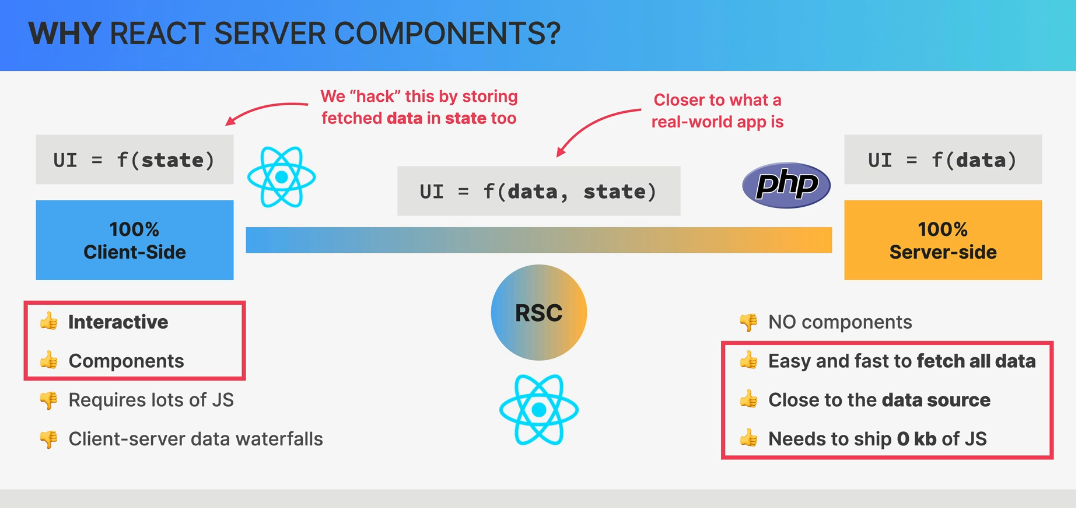 WHY REACT SERVER COMPONENTS?
We “hack” this by storing
fetched data in state too
Closer to what a
real-world app is
UI = f(state)
UI = f(data, state)
php
UI = f(data)
100%
Client-Side
100%
Server-side
RSC
👍 Interactive
👍 Components
👎 Requires lots of JS
👎 Client-server data waterfalls
👎 NO components
👍 Easy and fast to fetch all data
👍 Close to the data source
👍 Needs to ship 0 kb of JS